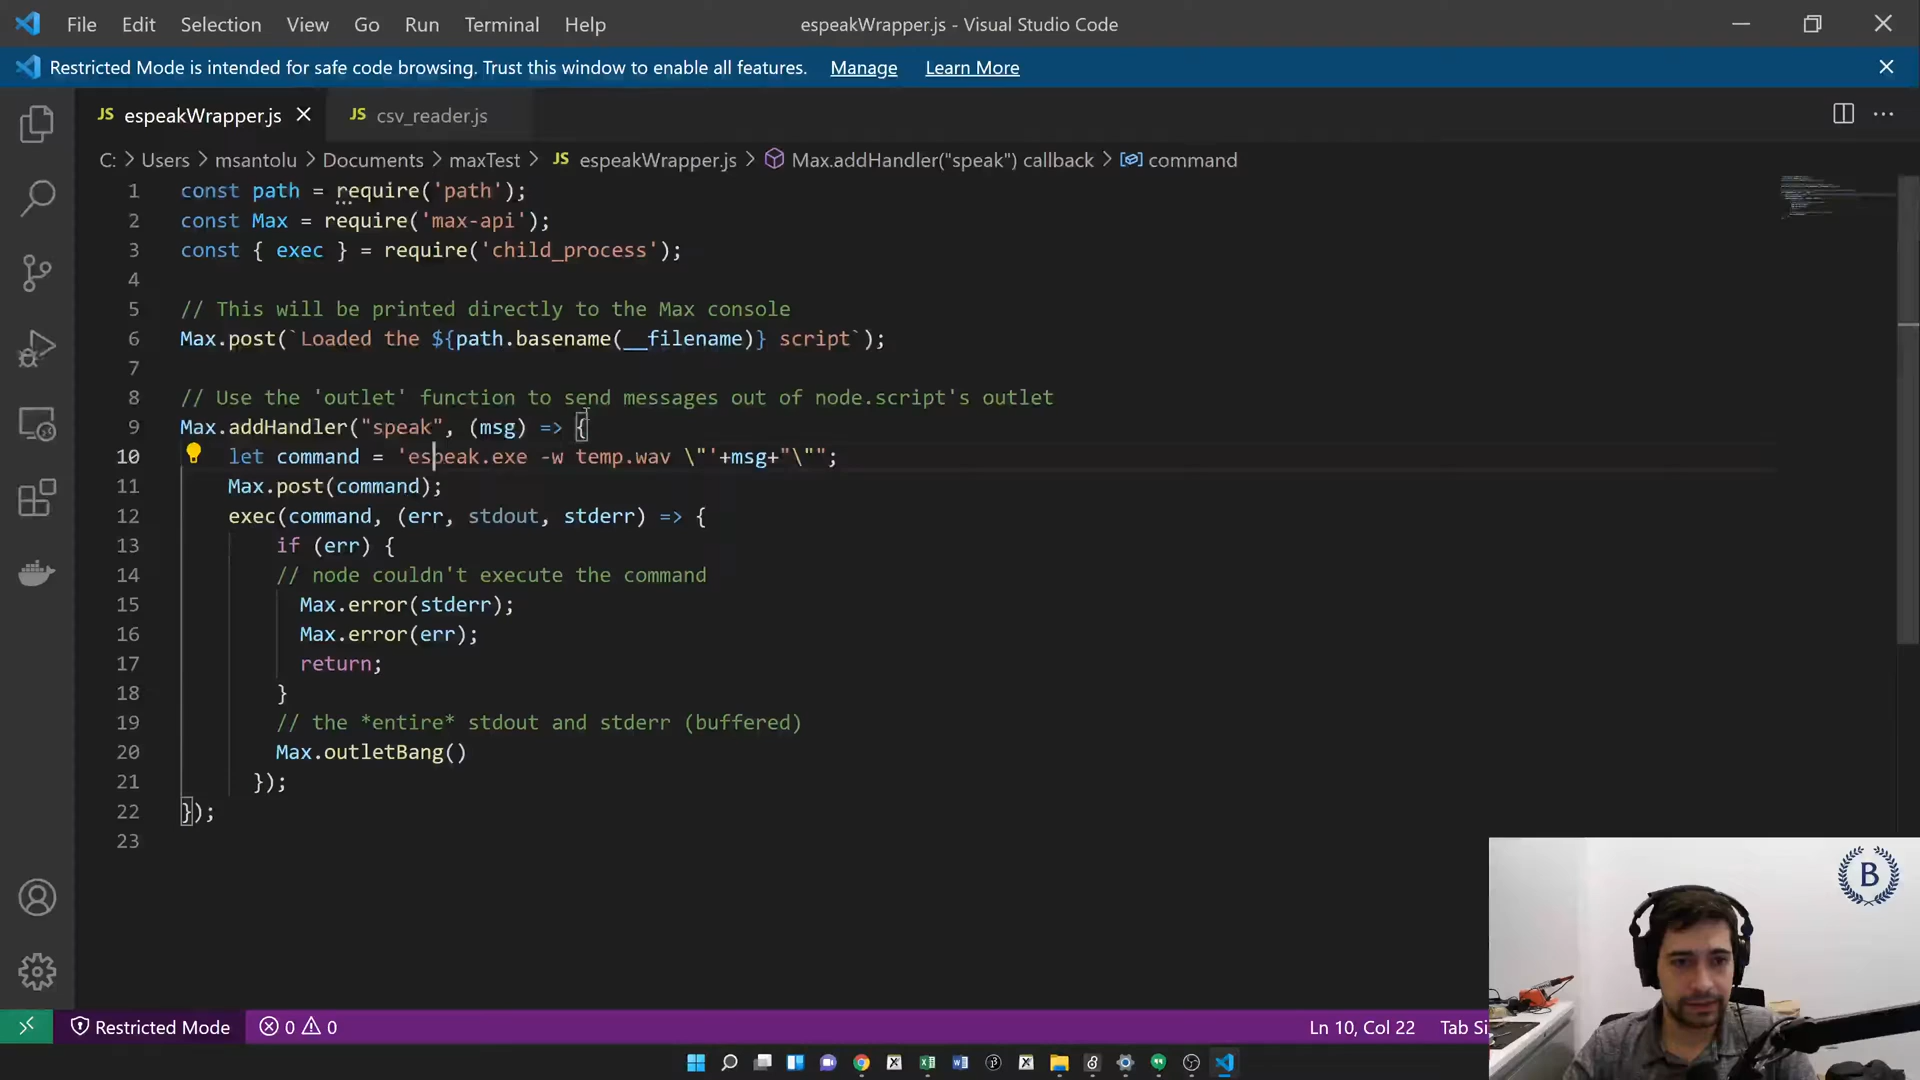 File Edit Selection View Go Run Terminal Help espeakWrapper.js - Visual Studio Code
Restricted Mode is intended for safe code browsing. Trust this window to enable all features. Manage Learn More
JS espeakWrapper.js JS csv_reader.js
C: > Users > msantolu > Documents > maxTest > JS espeakWrapper.js > Max.addHandler("speak") callback > command
1 const path = require('path');
2 const Max = require('max-api');
3 const { exec } = require('child_process');
4
5 // This will be printed directly to the Max console
6 Max.post(`Loaded the ${path.basename(__filename)} script`);
7
8 // Use the 'outlet' function to send messages out of node.script's outlet
9 Max.addHandler("speak", (msg) => {
10 let command = 'espeak.exe -w temp.wav \"'+msg+"\"";
11 Max.post(command);
12 exec(command, (err, stdout, stderr) => {
13 if (err) {
14 // node couldn't execute the command
15 Max.error(stderr);
16 Max.error(err);
17 return;
18 }
19 // the *entire* stdout and stderr (buffered)
20 Max.outletBang()
21 });
22 });
23
B
Restricted Mode 0 0 Ln 10, Col 22 Tab Si